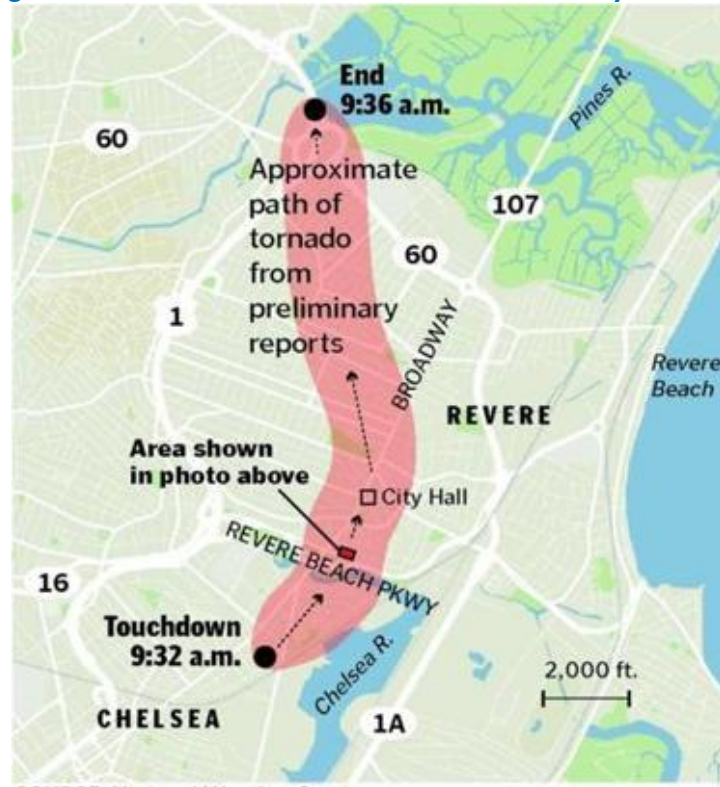 End
9:36 a.m.
Pines R.
60
Approximate
path of
tornado
from
preliminary
reports
107
60
1
BROADWAY
Revere
Beach
REVERE
Area shown
in photo above
City Hall
REVERE BEACH PKWY
16
Touchdown
9:32 a.m.
Chelsea R.
2,000 ft.
CHELSEA
1A